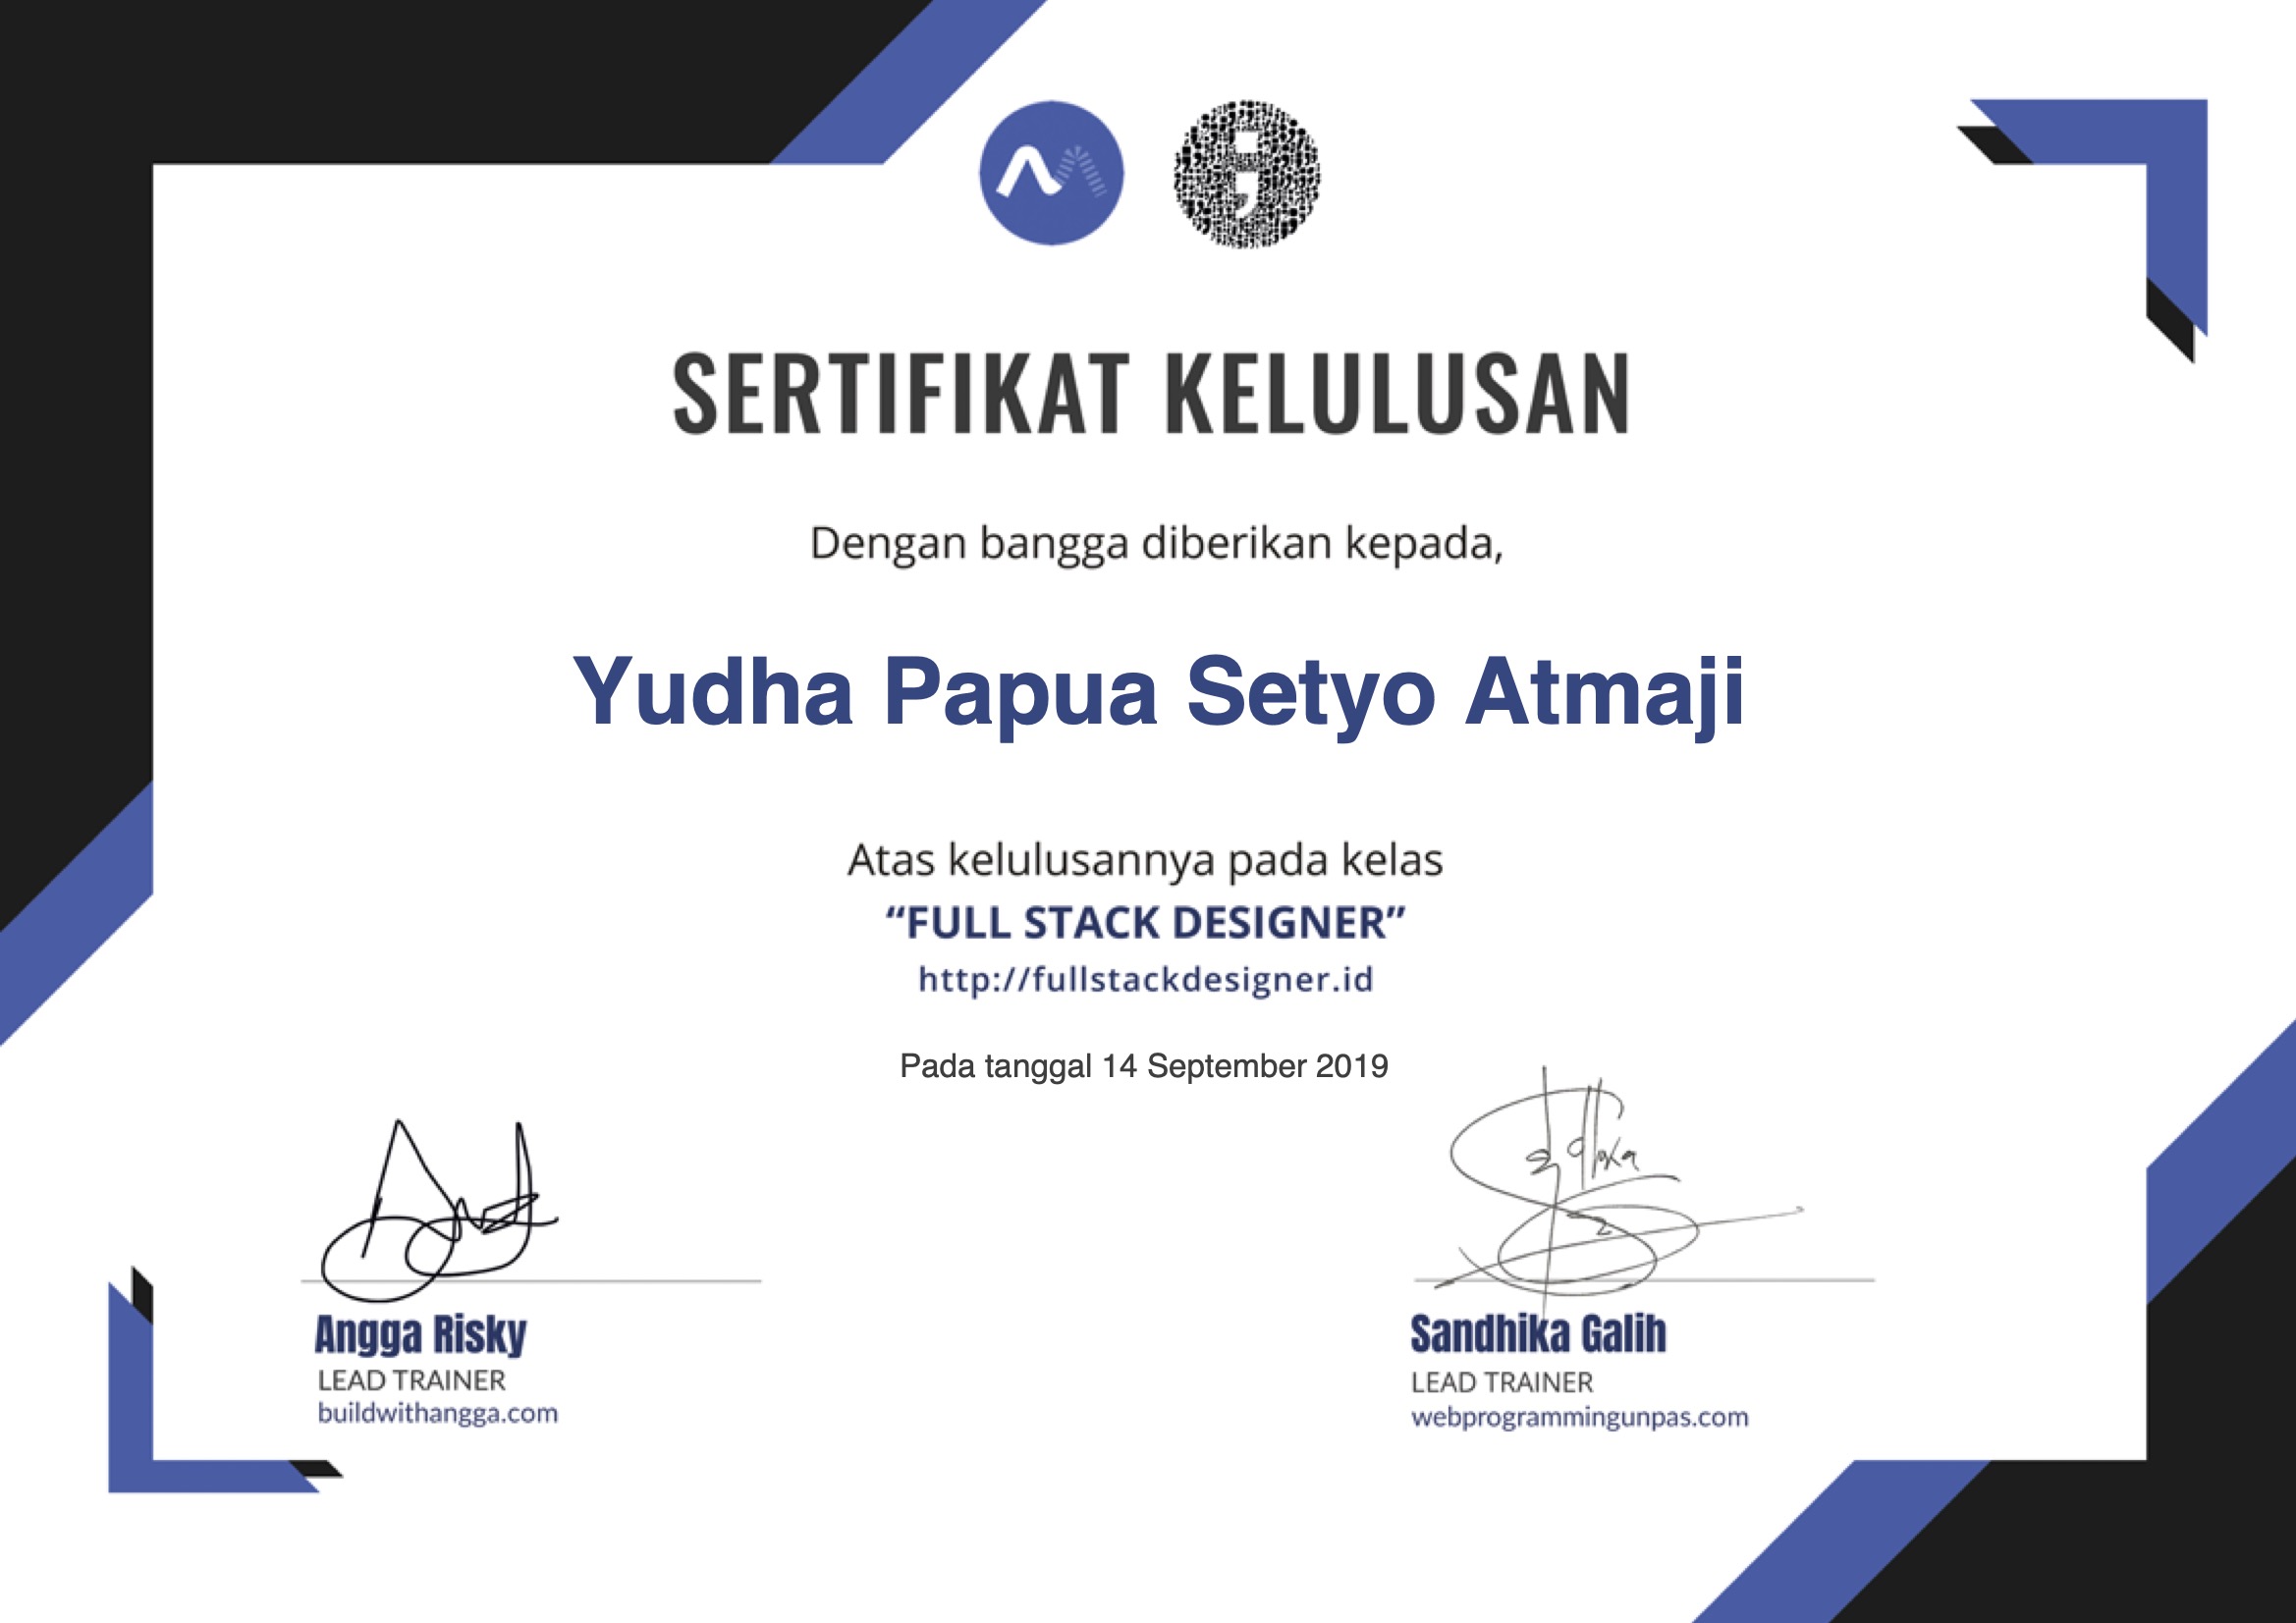 SERTIFIKAT KELULUSAN
Dengan bangga diberikan kepada,
Yudha Papua Setyo Atmaji
Atas kelulusannya pada kelas
“FULL STACK DESIGNER”
http://fullstackdesigner.id
Pada tanggal 14 September 2019
Angga Risky
LEAD TRAINER
buildwithangga.com
Sandhika Galih
LEAD TRAINER
webprogrammingunpas.com